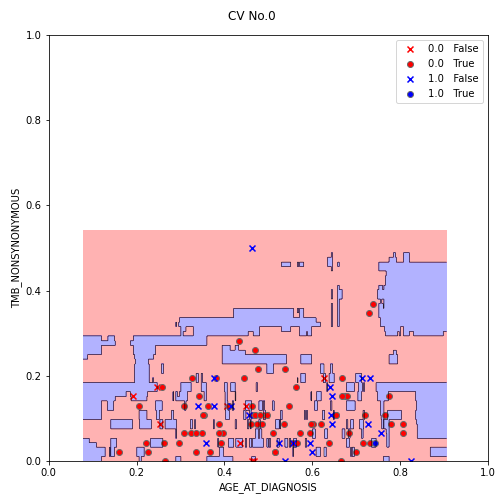 CV No.0
1.0
0.8
0.6
0.4
0.2
0.0
TMB_NONSYNONYMOUS
0.0 False
0.0 True
1.0 False
1.0 True
0.0 0.2 0.4 0.6 0.8 1.0
AGE_AT_DIAGNOSIS